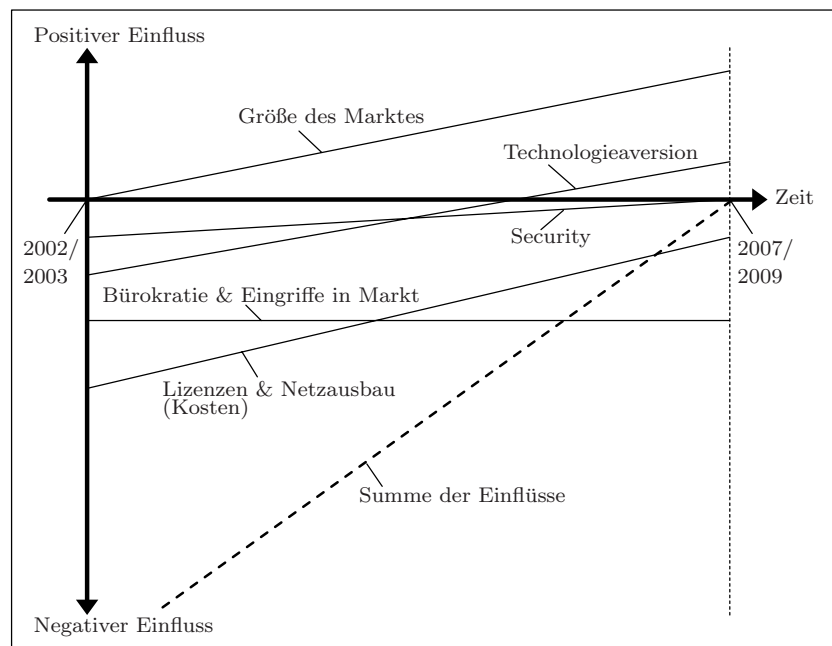 Positiver Einfluss
Größe des Marktes
Technologieaversion
Zeit
2002/
2003
Security
2007/
2009
Bürokratie & Eingriffe in Markt
Lizenzen & Netzausbau
(Kosten)
Summe der Einflüsse
Negativer Einfluss